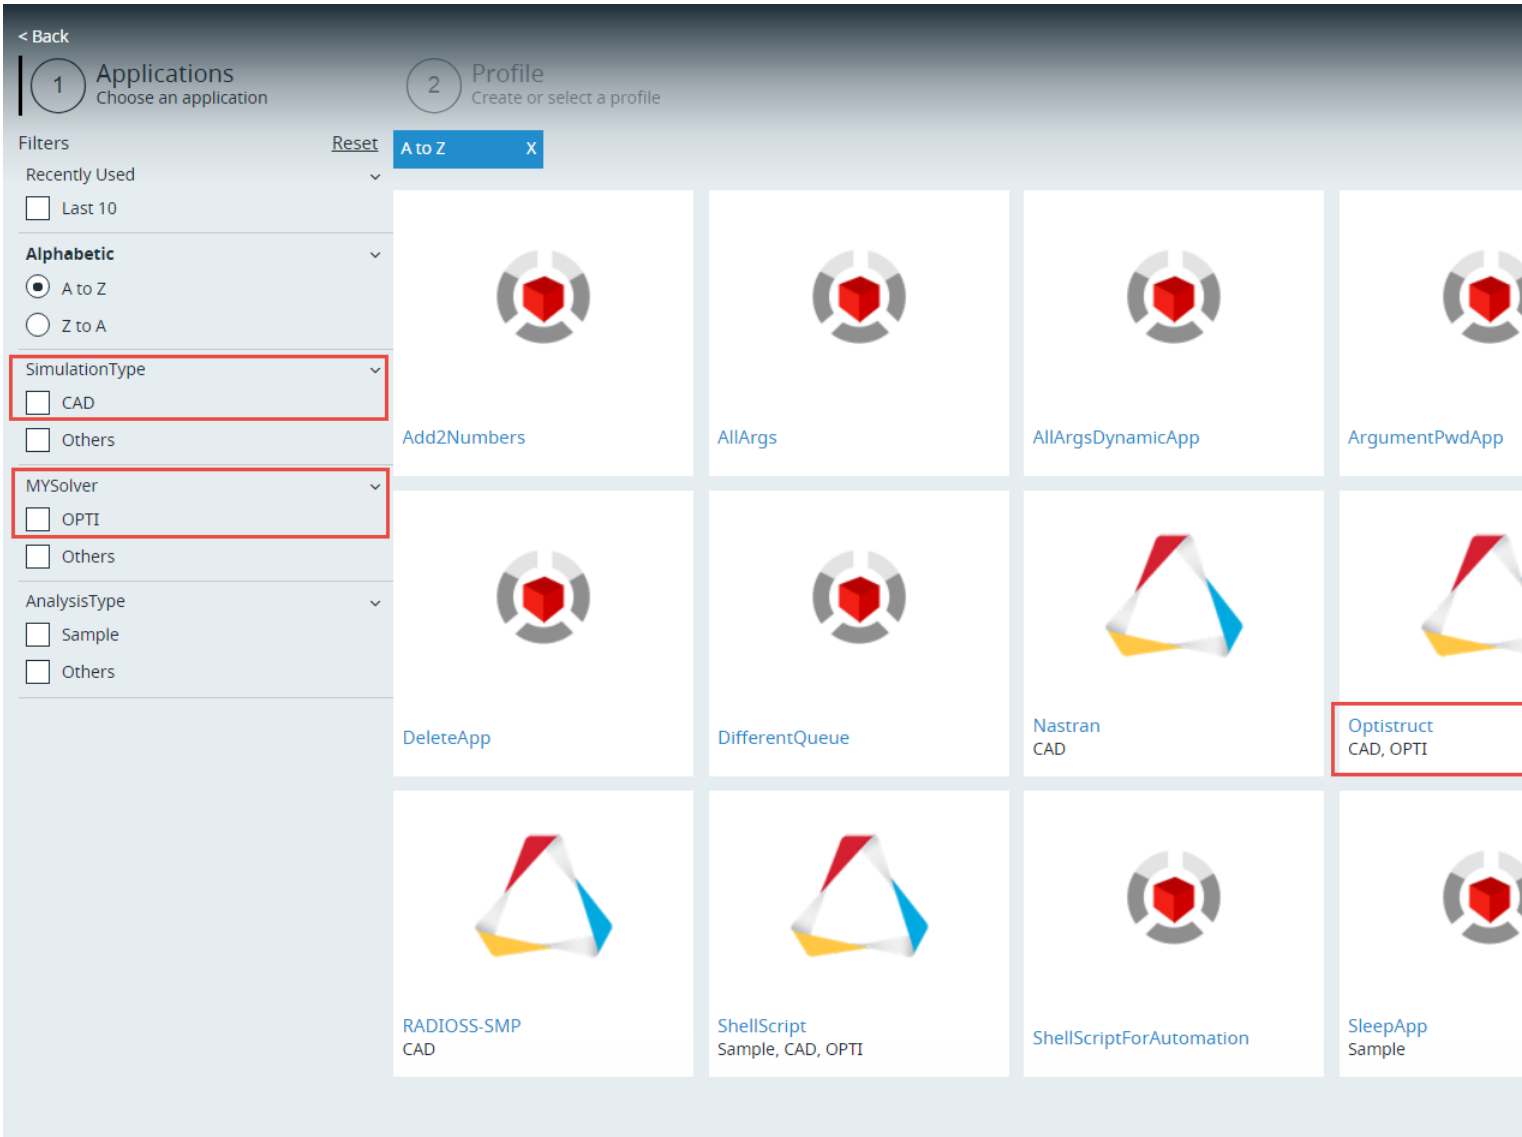 < Back
1
Applications
Choose an application
2
Profile
Create or select a profile
Filters
Reset
Recently Used
Last 10
Alphabetic
A to Z
Z to A
SimulationType
CAD
Others
MYSolver
OPTI
Others
AnalysisType
Sample
Others
A to Z X
Add2Numbers
AllArgs
AllArgsDynamicApp
ArgumentPwdApp
DeleteApp
DifferentQueue
Nastran
CAD
Optistruct
CAD, OPTI
RADIOSS-SMP
CAD
ShellScript
Sample, CAD, OPTI
ShellScriptForAutomation
SleepApp
Sample